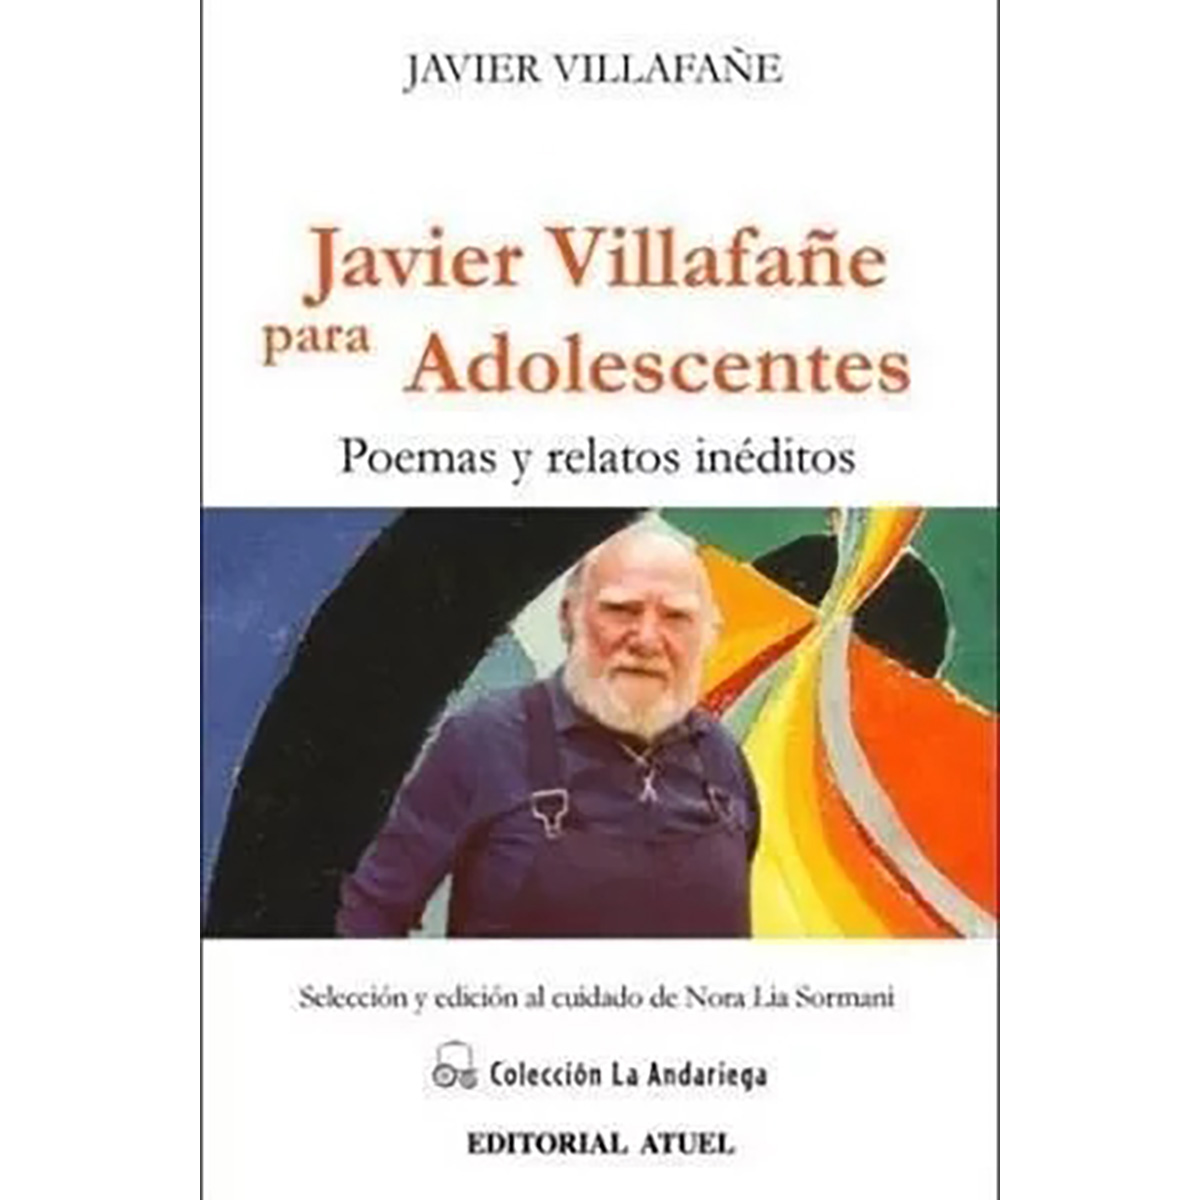 JAVIER VILLAFAÑE
Javier Villafañe
para Adolescentes
Poemas y relatos inéditos
Selección y edición al cuidado de Nora Lia Sormani
Colección La Andariega
EDITORIAL ATUEL